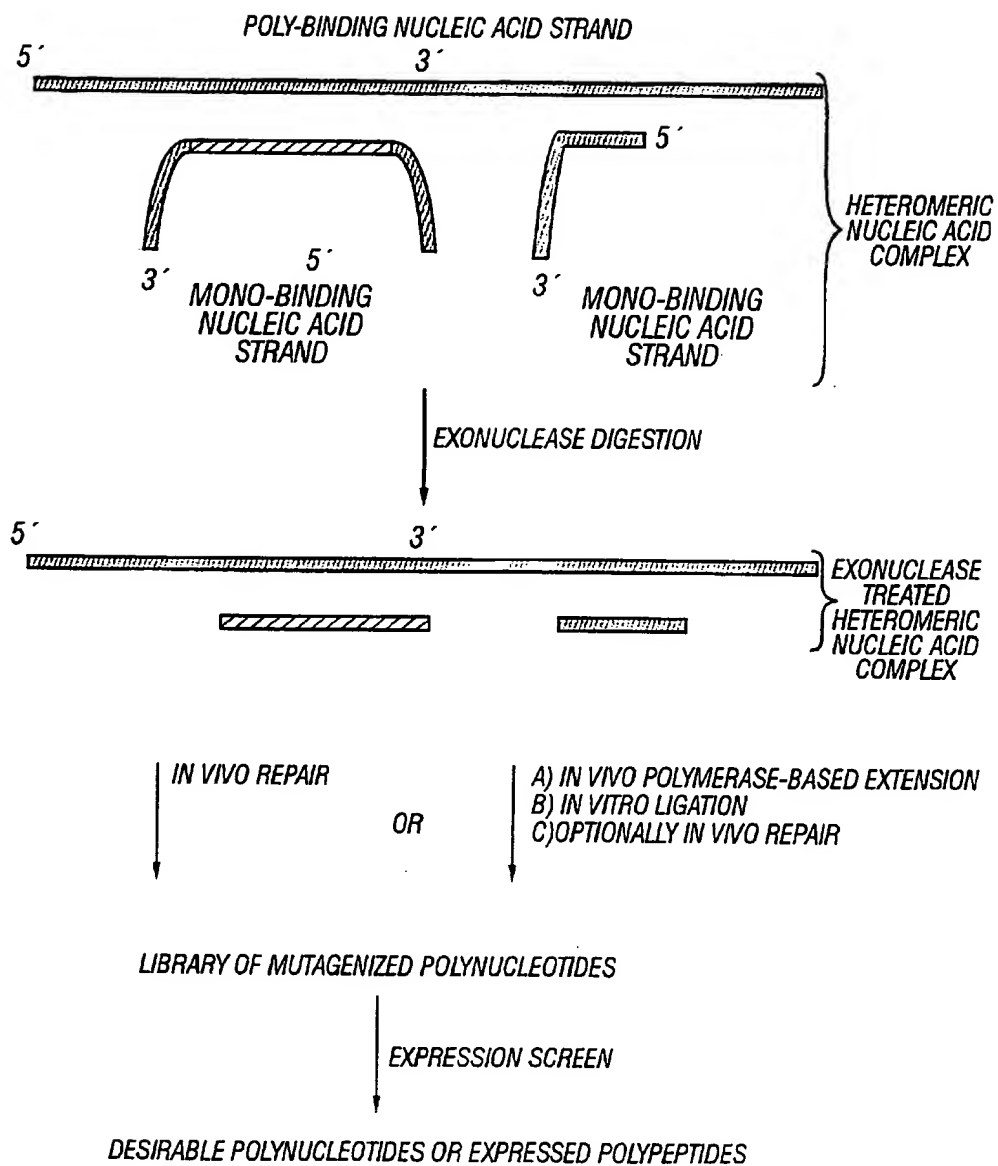 POLY-BINDING NUCLEIC ACID STRAND
5´ 3´
5´
HETEROMERIC
NUCLEIC ACID
COMPLEX
3´ 5´ 3´
MONO-BINDING
NUCLEIC ACID
STRAND
MONO-BINDING
NUCLEIC ACID
STRAND
EXONUCLEASE DIGESTION
5´ 3´
EXONUCLEASE
TREATED
HETEROMERIC
NUCLEIC ACID
COMPLEX
IN VIVO REPAIR
OR
A) IN VIVO POLYMERASE-BASED EXTENSION
B) IN VITRO LIGATION
C)OPTIONALLY IN VIVO REPAIR
LIBRARY OF MUTAGENIZED POLYNUCLEOTIDES
EXPRESSION SCREEN
DESIRABLE POLYNUCLEOTIDES OR EXPRESSED POLYPEPTIDES